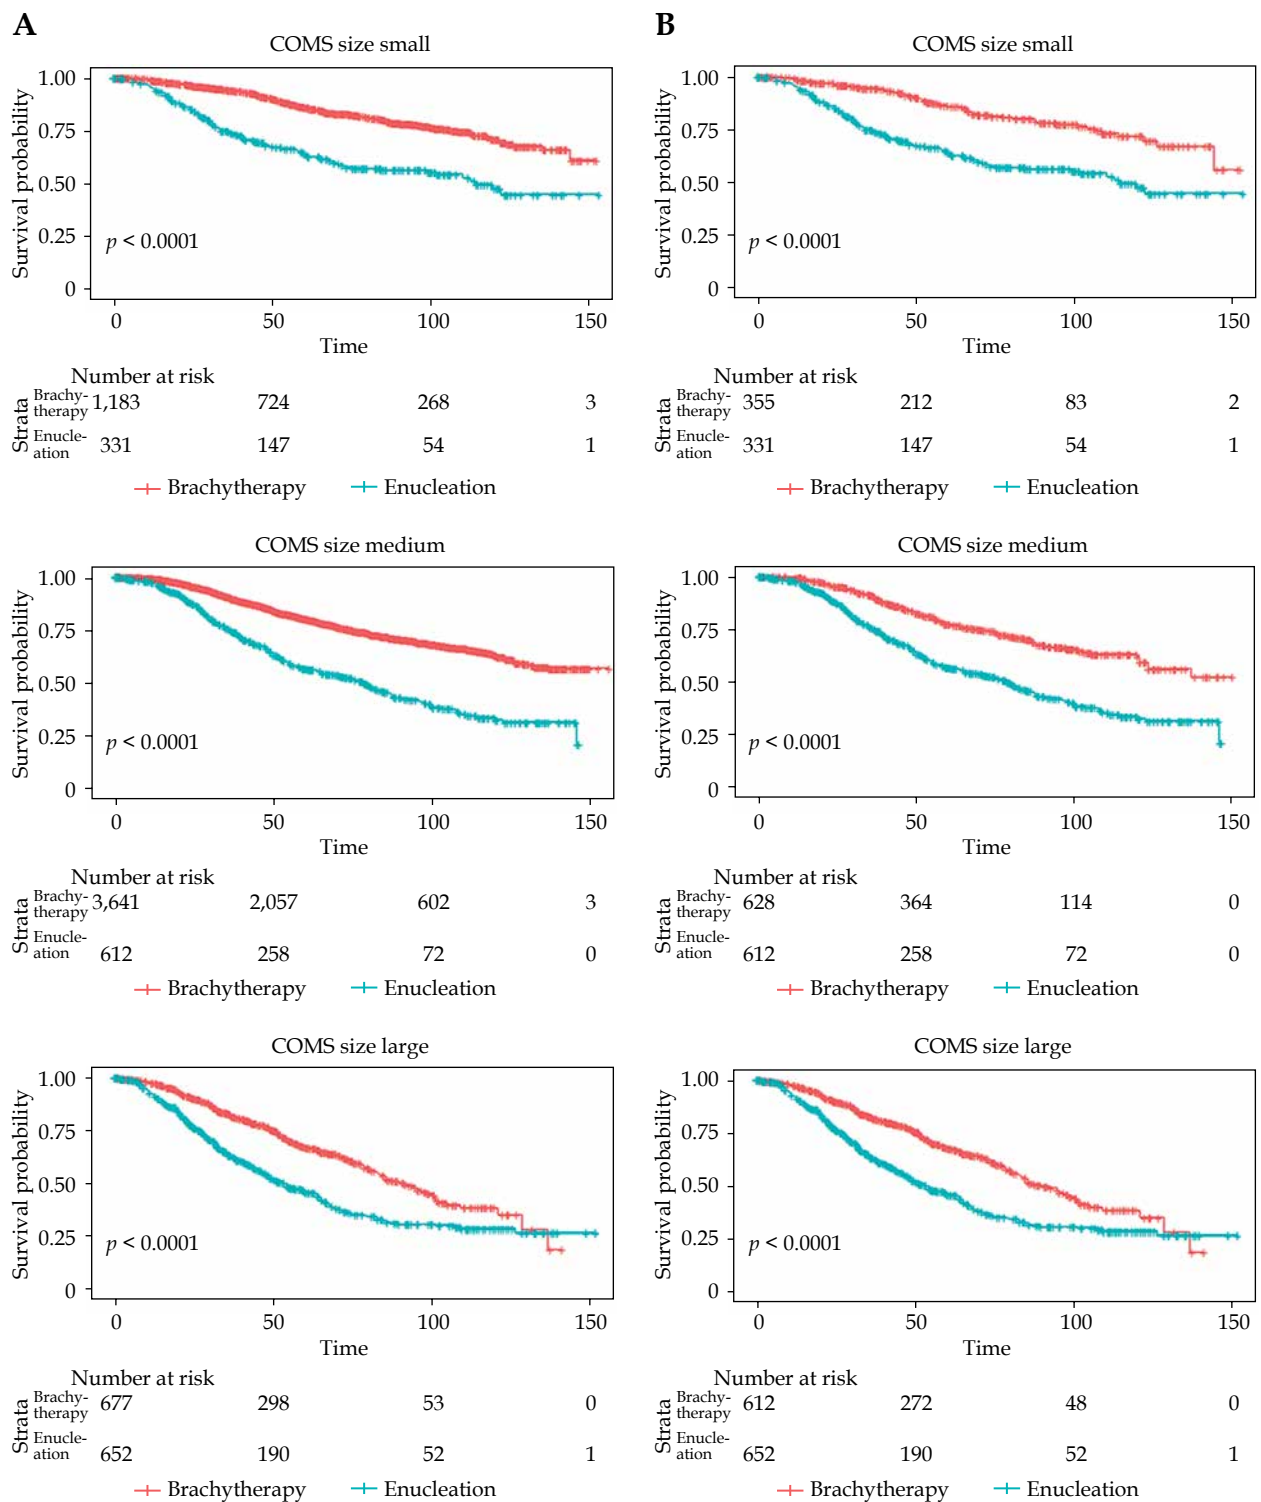 A
COMS size small
Survival probability
1.00
0.75
0.50
0.25
0
p < 0.0001
0 50 100 150
Time
Number at risk
Strata
Brachy-
therapy 1,183 724 268 3
Enucle-
ation 331 147 54 1
Brachytherapy Enucleation
COMS size medium
Survival probability
1.00
0.75
0.50
0.25
0
p < 0.0001
0 50 100 150
Time
Number at risk
Strata
Brachy-
therapy 3,641 2,057 602 3
Enucle-
ation 612 258 72 0
Brachytherapy Enucleation
COMS size large
Survival probability
1.00
0.75
0.50
0.25
0
p < 0.0001
0 50 100 150
Time
Number at risk
Strata
Brachy-
therapy 677 298 53 0
Enucle-
ation 652 190 52 1
Brachytherapy Enucleation
B
COMS size small
Survival probability
1.00
0.75
0.50
0.25
0
p < 0.0001
0 50 100 150
Time
Number at risk
Strata
Brachy-
therapy 355 212 83 2
Enucle-
ation 331 147 54 1
Brachytherapy Enucleation
COMS size medium
Survival probability
1.00
0.75
0.50
0.25
0
p < 0.0001
0 50 100 150
Time
Number at risk
Strata
Brachy-
therapy 628 364 114 0
Enucle-
ation 612 258 72 0
Brachytherapy Enucleation
COMS size large
Survival probability
1.00
0.75
0.50
0.25
0
p < 0.0001
0 50 100 150
Time
Number at risk
Strata
Brachy-
therapy 612 272 48 0
Enucle-
ation 652 190 52 1
Brachytherapy Enucleation